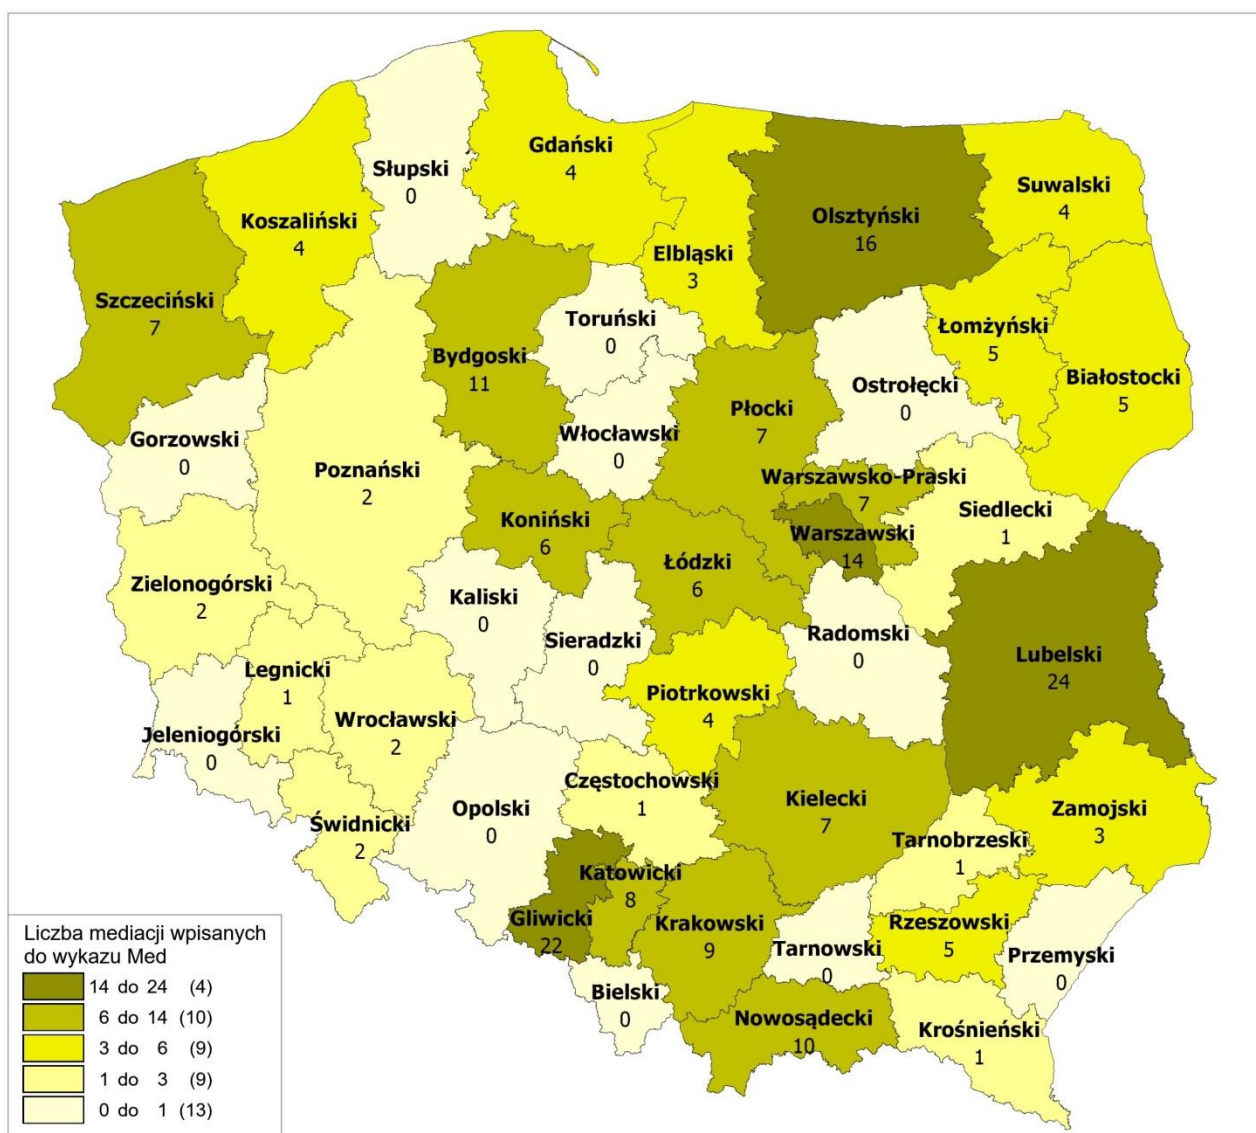 Słupski
0
Gdański
4
Koszaliński
4
Olsztyński
16
Suwalski
4
Elbląski
3
Szczeciński
7
Toruński
0
Łomżyński
5
Bydgoski
11
Białostocki
5
Ostrołęcki
0
Płocki
7
Gorzowski
0
Włocławski
0
Poznański
2
Warszawsko-Praski
7
Siedlecki
1
Koniński
6
Warszawski
14
Łódzki
6
Zielonogórski
2
Kaliski
0
Sieradzki
0
Radomski
0
Lubelski
24
Legnicki
1
Piotrkowski
4
Wrocławski
2
Jeleniogórski
0
Częstochowski
1
Kielecki
7
Opolski
0
Zamojski
3
Świdnicki
2
Tarnobrzeski
1
Katowicki
8
Gliwicki
22
Krakowski
9
Rzeszowski
5
Tarnowski
0
Przemyski
0
Bielski
0
Nowosądecki
10
Krośnieński
1
Liczba mediacji wpisanych
do wykazu Med
14 do 24 (4)
6 do 14 (10)
3 do 6 (9)
1 do 3 (9)
0 do 1 (13)